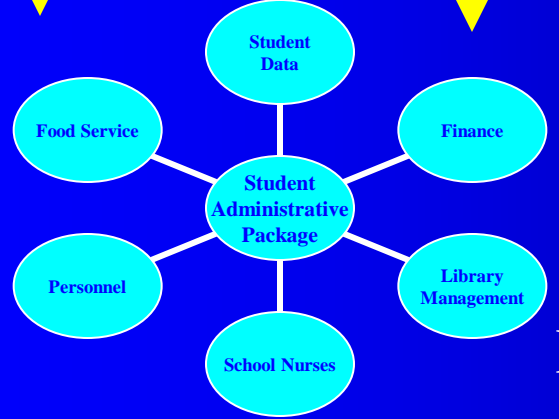 Student
Data
Food Service
Finance
Student
Administrative
Package
Personnel
Library
Management
School Nurses